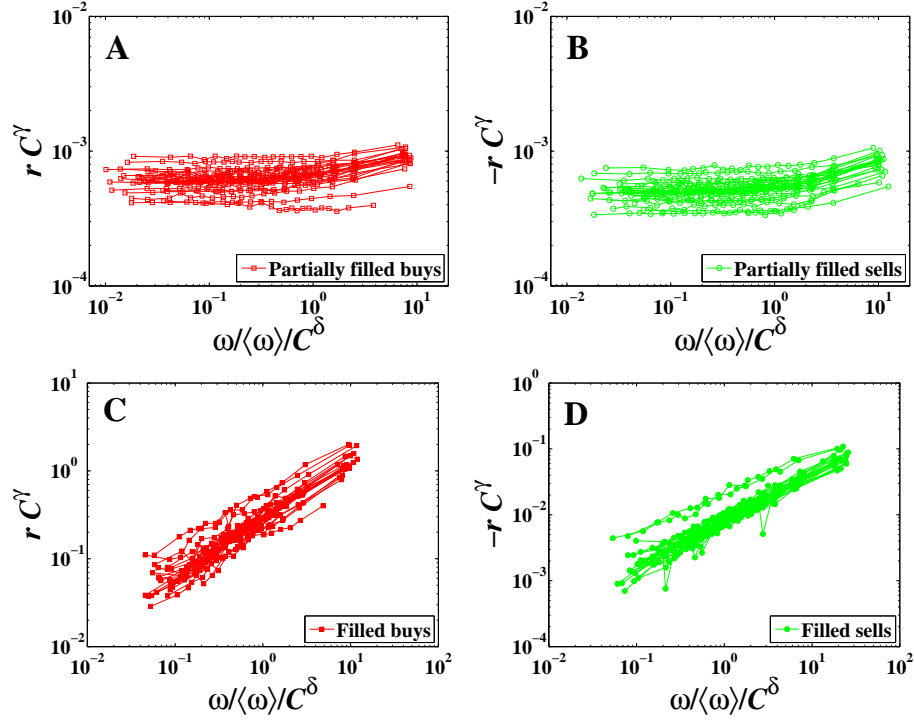 A
B
r C^γ
−r C^γ
10^−2
10^−3
10^−4
10^−2
10^−3
10^−4
Partially filled buys
Partially filled sells
10^−2 10^−1 10^0 10^1
10^−2 10^−1 10^0 10^1
ω/⟨ω⟩/C^δ
ω/⟨ω⟩/C^δ
C
D
r C^γ
−r C^γ
10^1
10^0
10^−1
10^−2
10^0
10^−1
10^−2
10^−3
10^−4
Filled buys
Filled sells
10^−2 10^−1 10^0 10^1 10^2
10^−2 10^−1 10^0 10^1 10^2
ω/⟨ω⟩/C^δ
ω/⟨ω⟩/C^δ